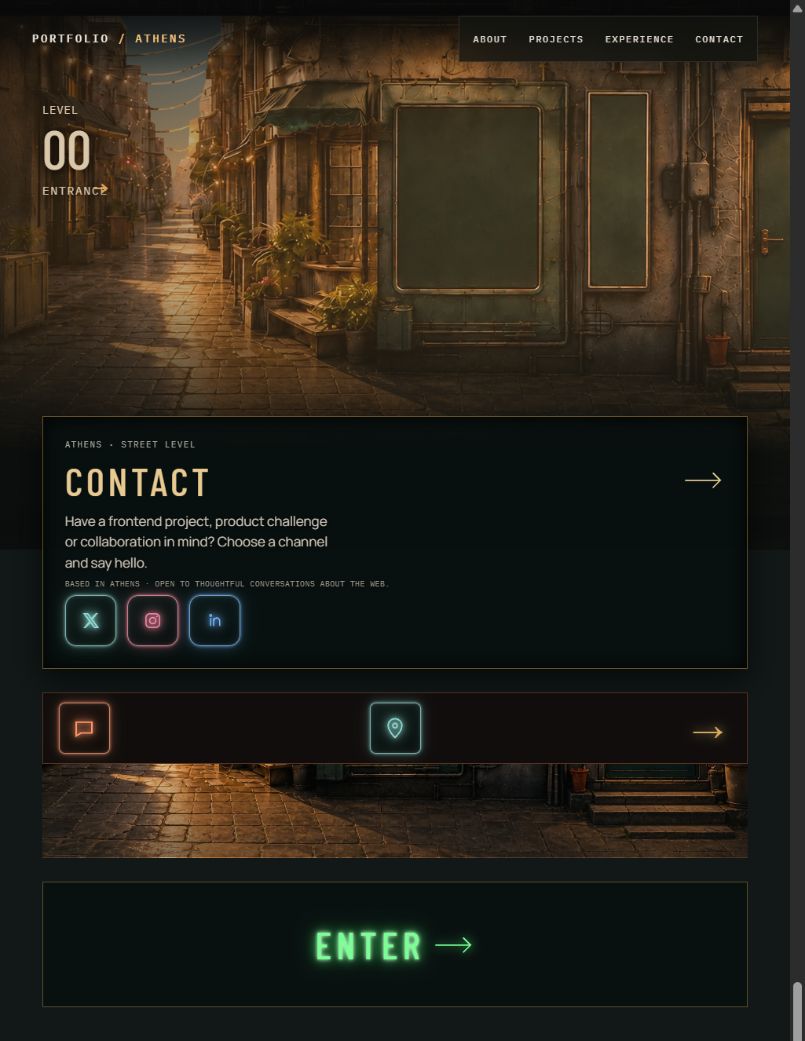 PORTFOLIO / ATHENS
ABOUT PROJECTS EXPERIENCE CONTACT
LEVEL
00
ENTRANCE
ATHENS · STREET LEVEL
CONTACT
Have a frontend project, product challenge
or collaboration in mind? Choose a channel
and say hello.
BASED IN ATHENS · OPEN TO THOUGHTFUL CONVERSATIONS ABOUT THE WEB.
X
in
ENTER